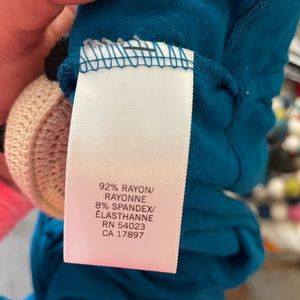 92% RAYON/
RAYONNE
8% SPANDEX/
ÉLASTHANNE
RN 54023
CA 17897